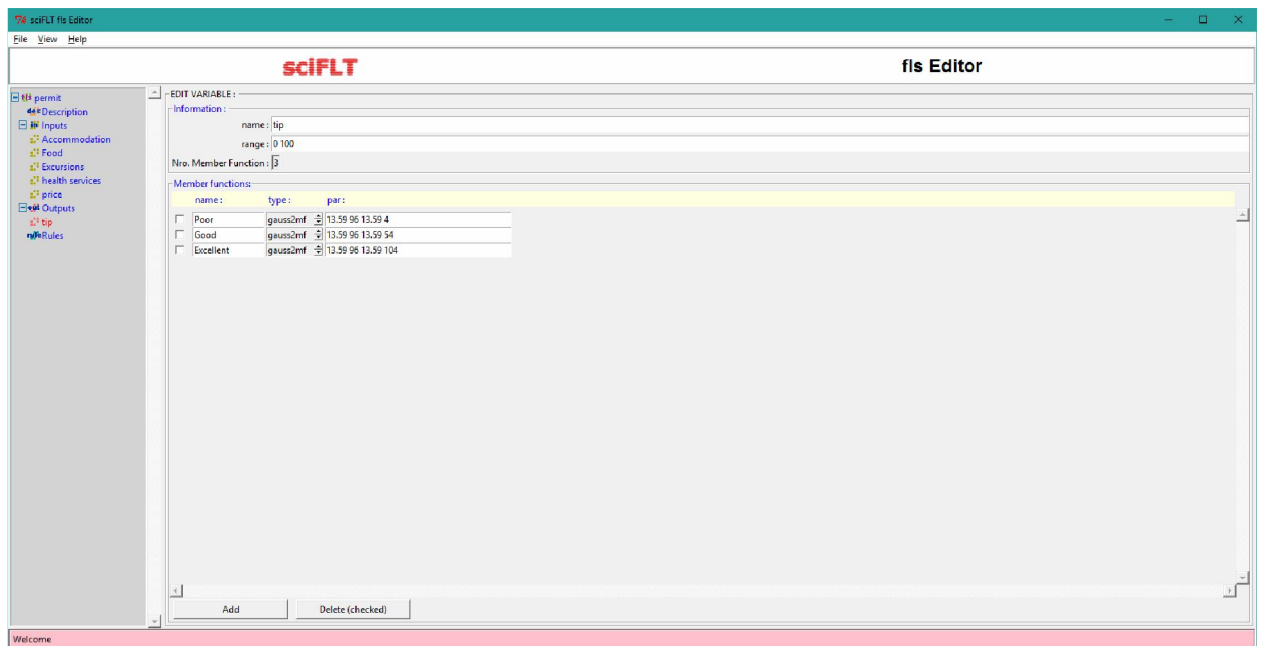 sciFLT fls Editor
File View Help
sciFLT fls Editor
permit
Description
Inputs
Accommodation
Food
Excursions
health services
price
Outputs
tip
Rules
EDIT VARIABLE :
Information :
name : tip
range : 0 100
Nro. Member Function : 3
Member functions:
name : type : par :
Poor gauss2mf 13.59 96 13.59 4
Good gauss2mf 13.59 96 13.59 54
Excellent gauss2mf 13.59 96 13.59 104
Add Delete (checked)
Welcome